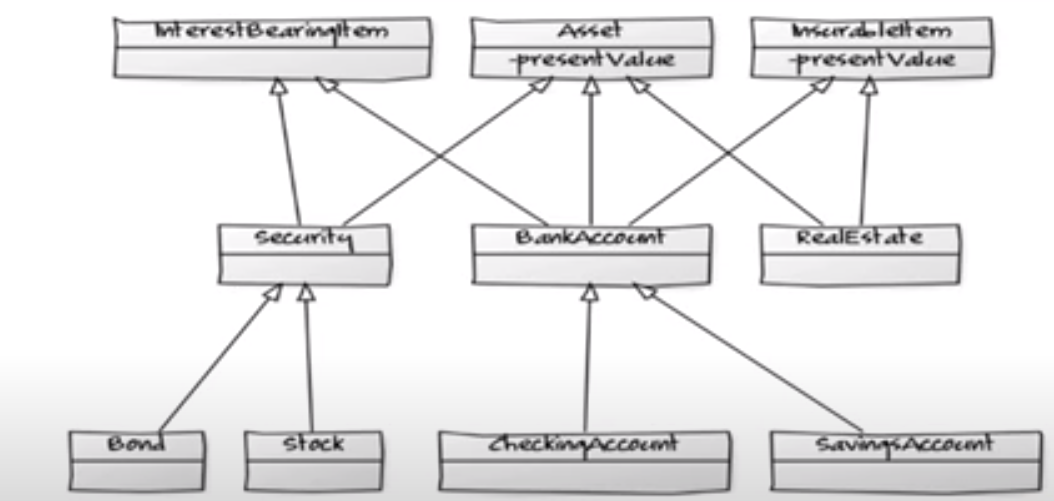 InterestBearingItem
Asset
-presentValue
InsurableItem
-presentValue
Security
BankAccount
RealEstate
Bond
Stock
CheckingAccount
SavingsAccount